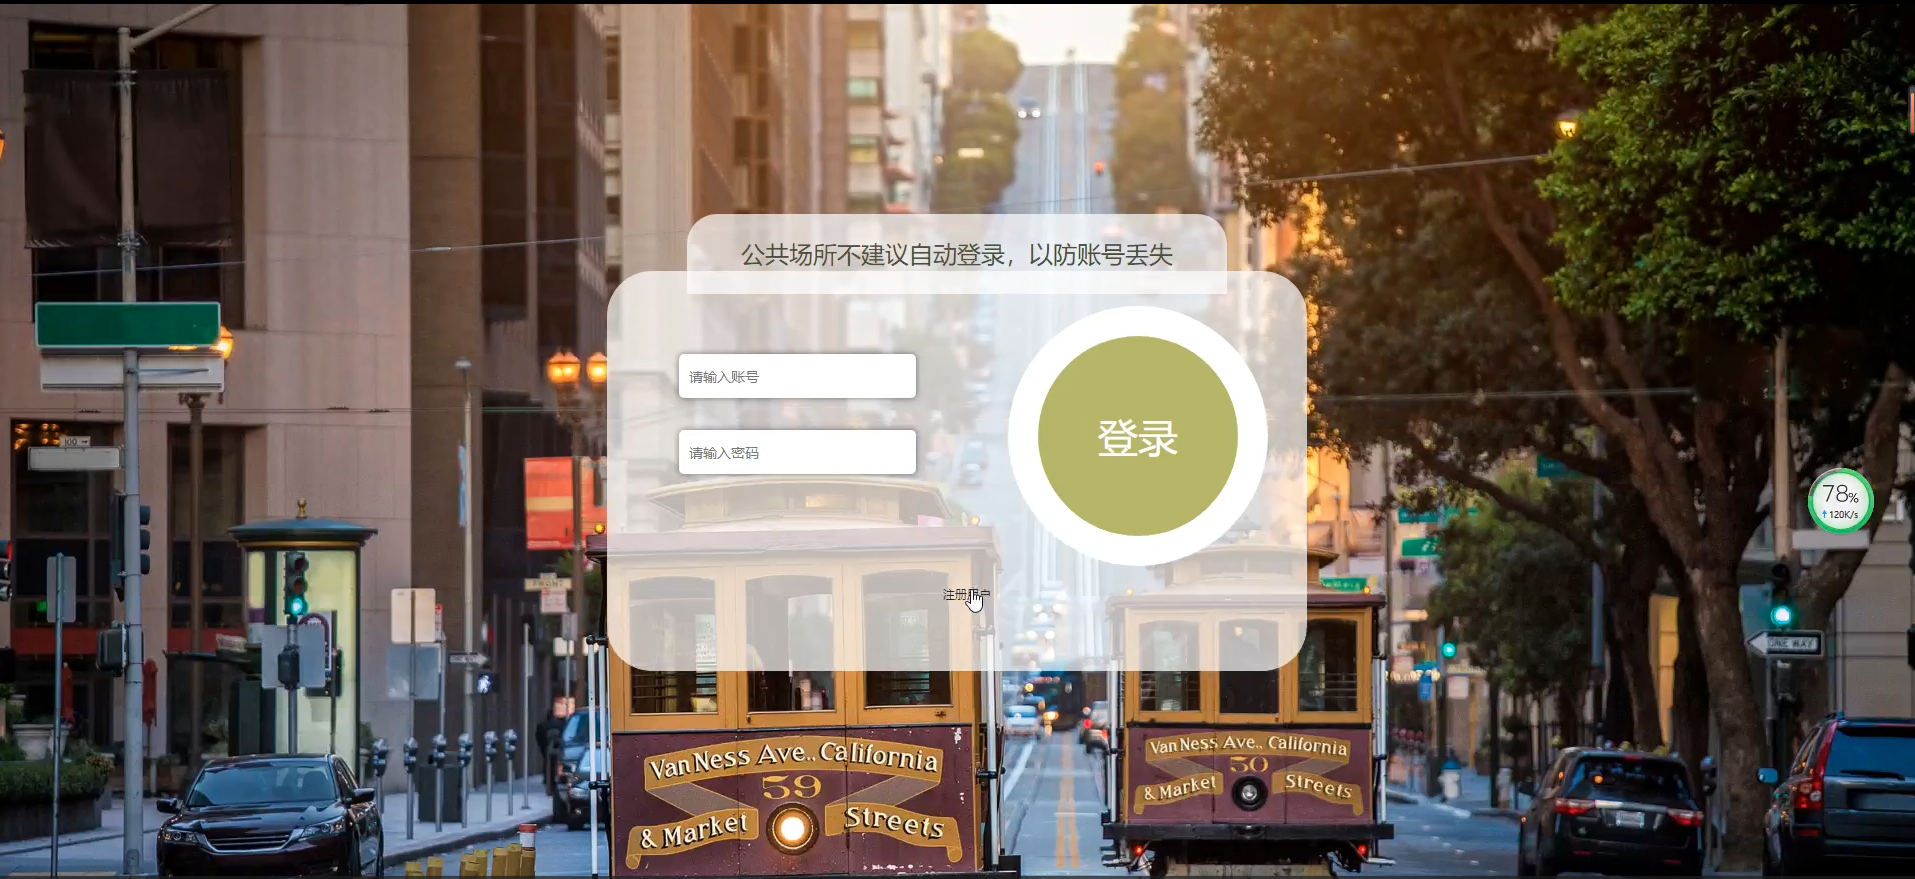 公共场所不建议自动登录，以防账号丢失
请输入账号
请输入密码
登录
注册用户
78%
↑120K/s
100 →
FRONT
ONE WAY
Van Ness Ave., California
59
& Market Streets
Van Ness Ave., California
50
& Market Streets